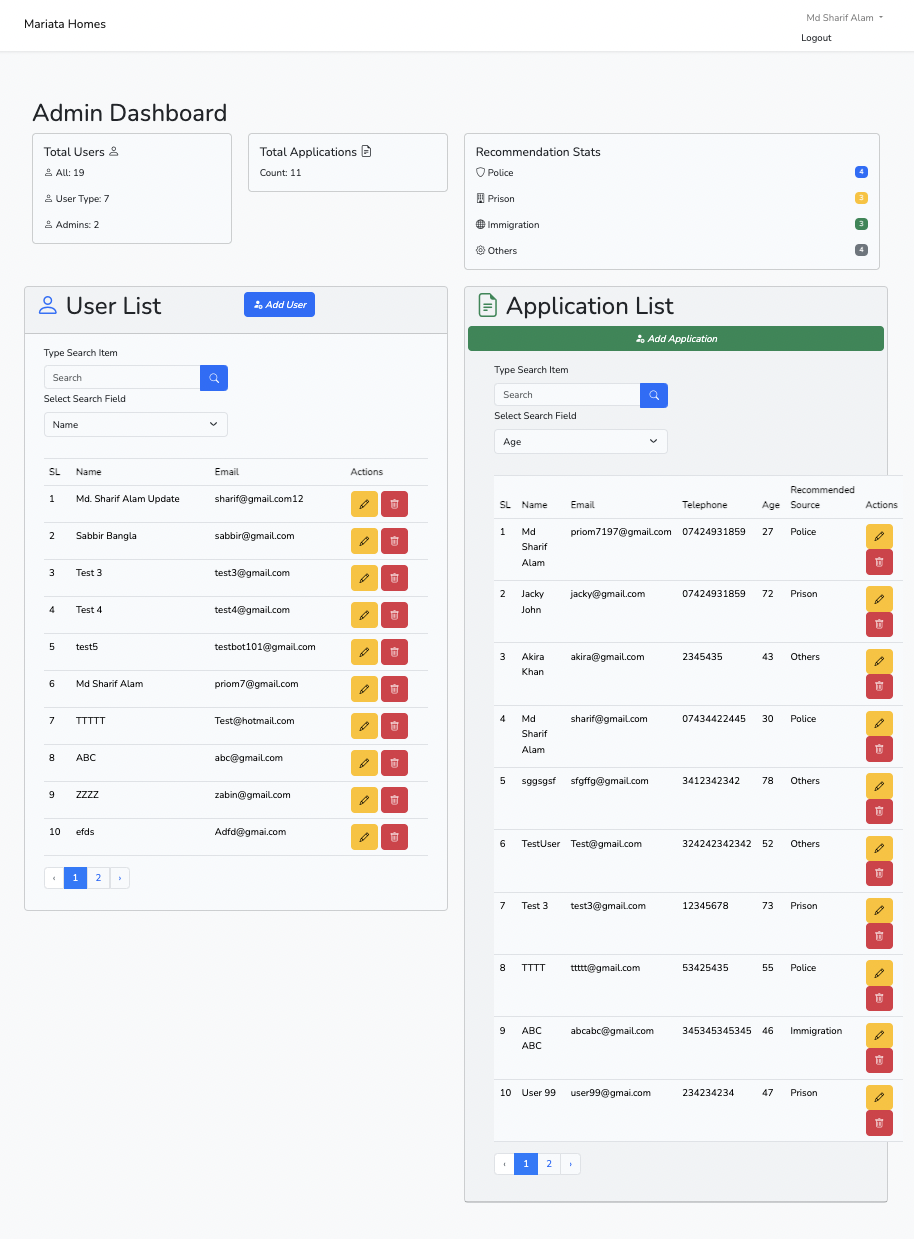 Mariata Homes
Md Sharif Alam
Logout
Admin Dashboard
Total Users
All: 19
User Type: 7
Admins: 2
Total Applications
Count: 11
Recommendation Stats
Police 4
Prison 3
Immigration 3
Others 4
User List
Add User
Type Search Item
Search
Select Search Field
Name
SL Name Email Actions
1 Md. Sharif Alam Update sharif@gmail.com12
2 Sabbir Bangla sabbir@gmail.com
3 Test 3 test3@gmail.com
4 Test 4 test4@gmail.com
5 test5 testbot101@gmail.com
6 Md Sharif Alam priom7@gmail.com
7 TTTTT Test@hotmail.com
8 ABC abc@gmail.com
9 ZZZZ zabin@gmail.com
10 efds Adfd@gmai.com
‹ 1 2 ›
Application List
Add Application
Type Search Item
Search
Select Search Field
Age
Recommended
SL Name Email Telephone Age Source Actions
1 Md priom7197@gmail.com 07424931859 27 Police
Sharif
Alam
2 Jacky jacky@gmail.com 07424931859 72 Prison
John
3 Akira akira@gmail.com 2345435 43 Others
Khan
4 Md sharif@gmail.com 07434422445 30 Police
Sharif
Alam
5 sggsgsf sfgffg@gmail.com 3412342342 78 Others
6 TestUser Test@gmail.com 324242342342 52 Others
7 Test 3 test3@gmail.com 12345678 73 Prison
8 TTTT ttttt@gmail.com 53425435 55 Police
9 ABC abcabc@gmail.com 345345345345 46 Immigration
ABC
10 User 99 user99@gmai.com 234234234 47 Prison
‹ 1 2 ›